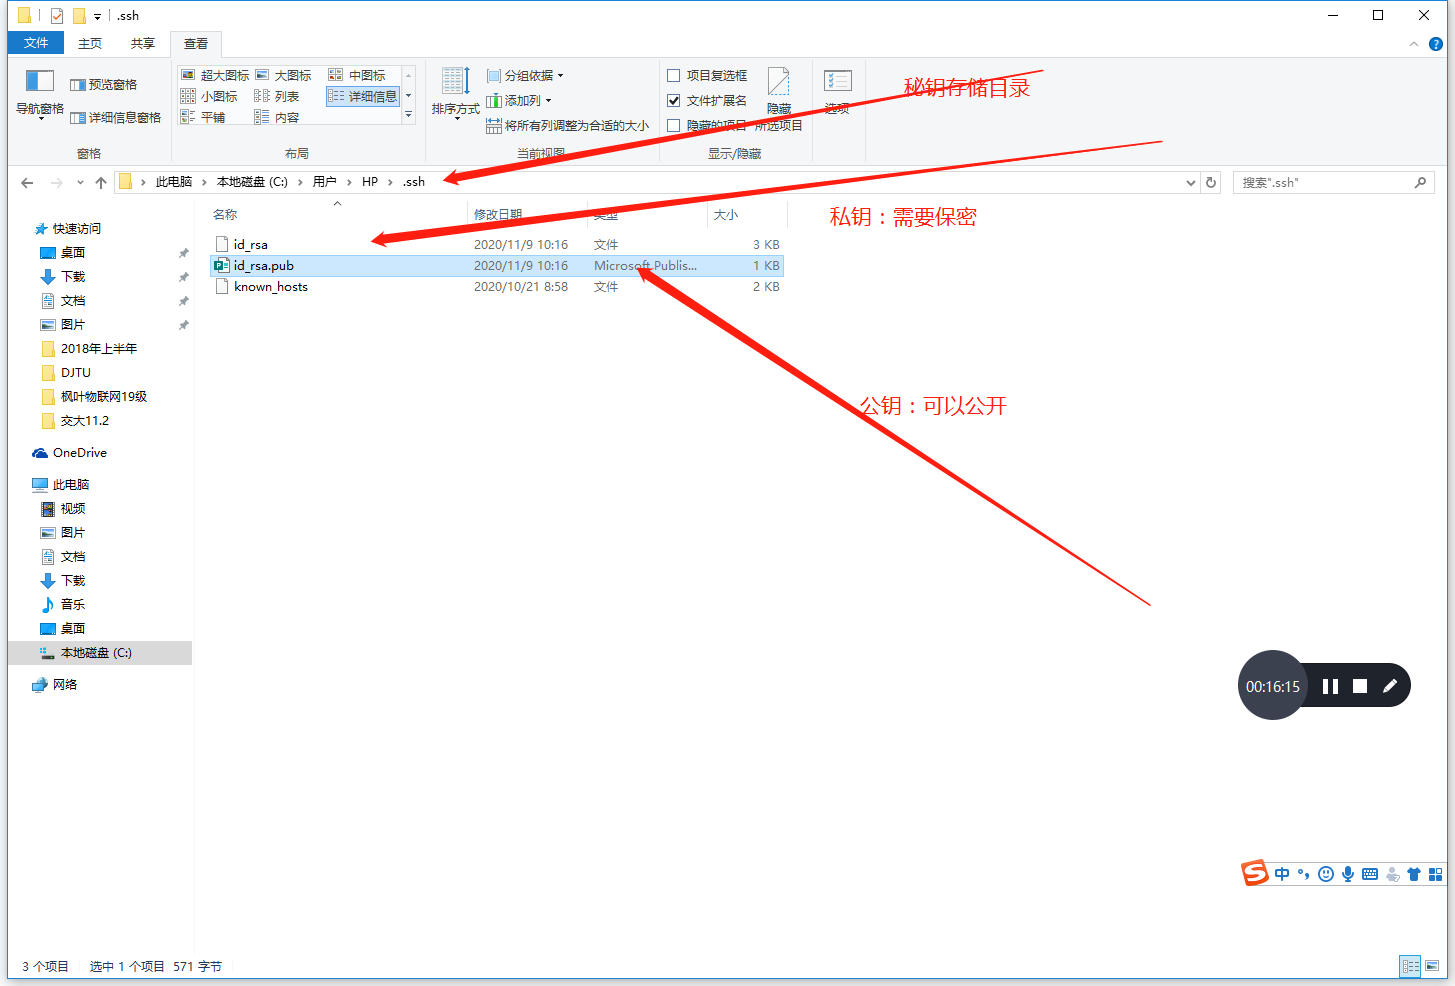 .ssh
文件 主页 共享 查看
导航窗格
预览窗格
详细信息窗格
窗格
超大图标 大图标 中图标
小图标 列表 详细信息
平铺 内容
布局
排序方式
分组依据
添加列
将所有列调整为合适的大小
当前视图
项目复选框
文件扩展名
隐藏的项目
隐藏
所选项目
显示/隐藏
选项
秘钥存储目录
此电脑 本地磁盘 (C:) 用户 HP .ssh
搜索".ssh"
名称 修改日期 类型 大小
私钥：需要保密
id_rsa 2020/11/9 10:16 文件 3 KB
id_rsa.pub 2020/11/9 10:16 Microsoft Publis... 1 KB
known_hosts 2020/10/21 8:58 文件 2 KB
公钥：可以公开
快速访问
桌面
下载
文档
图片
2018年上半年
DJTU
枫叶物联网19级
交大11.2
OneDrive
此电脑
视频
图片
文档
下载
音乐
桌面
本地磁盘 (C:)
网络
00:16:15
中
3 个项目 选中 1 个项目 571 字节